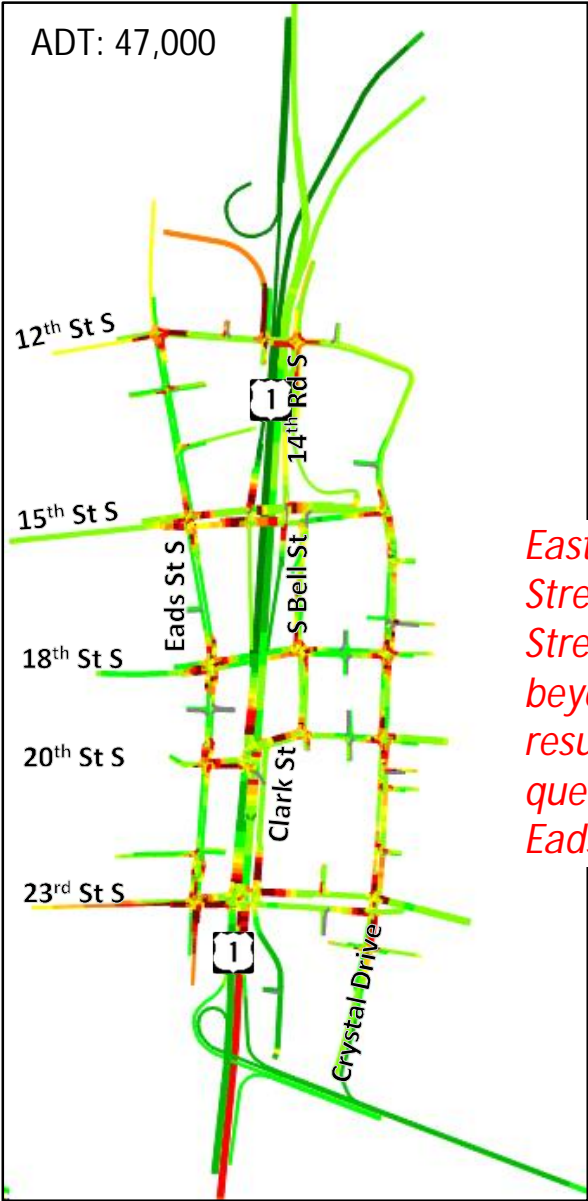 ADT: 47,000
12th St S
1
14th Rd S
15th St S
Eads St S
S Bell St
18th St S
20th St S
Clark St
23rd St S
1
Crystal Drive
East
Stre
Stre
beyo
resu
que
Eads